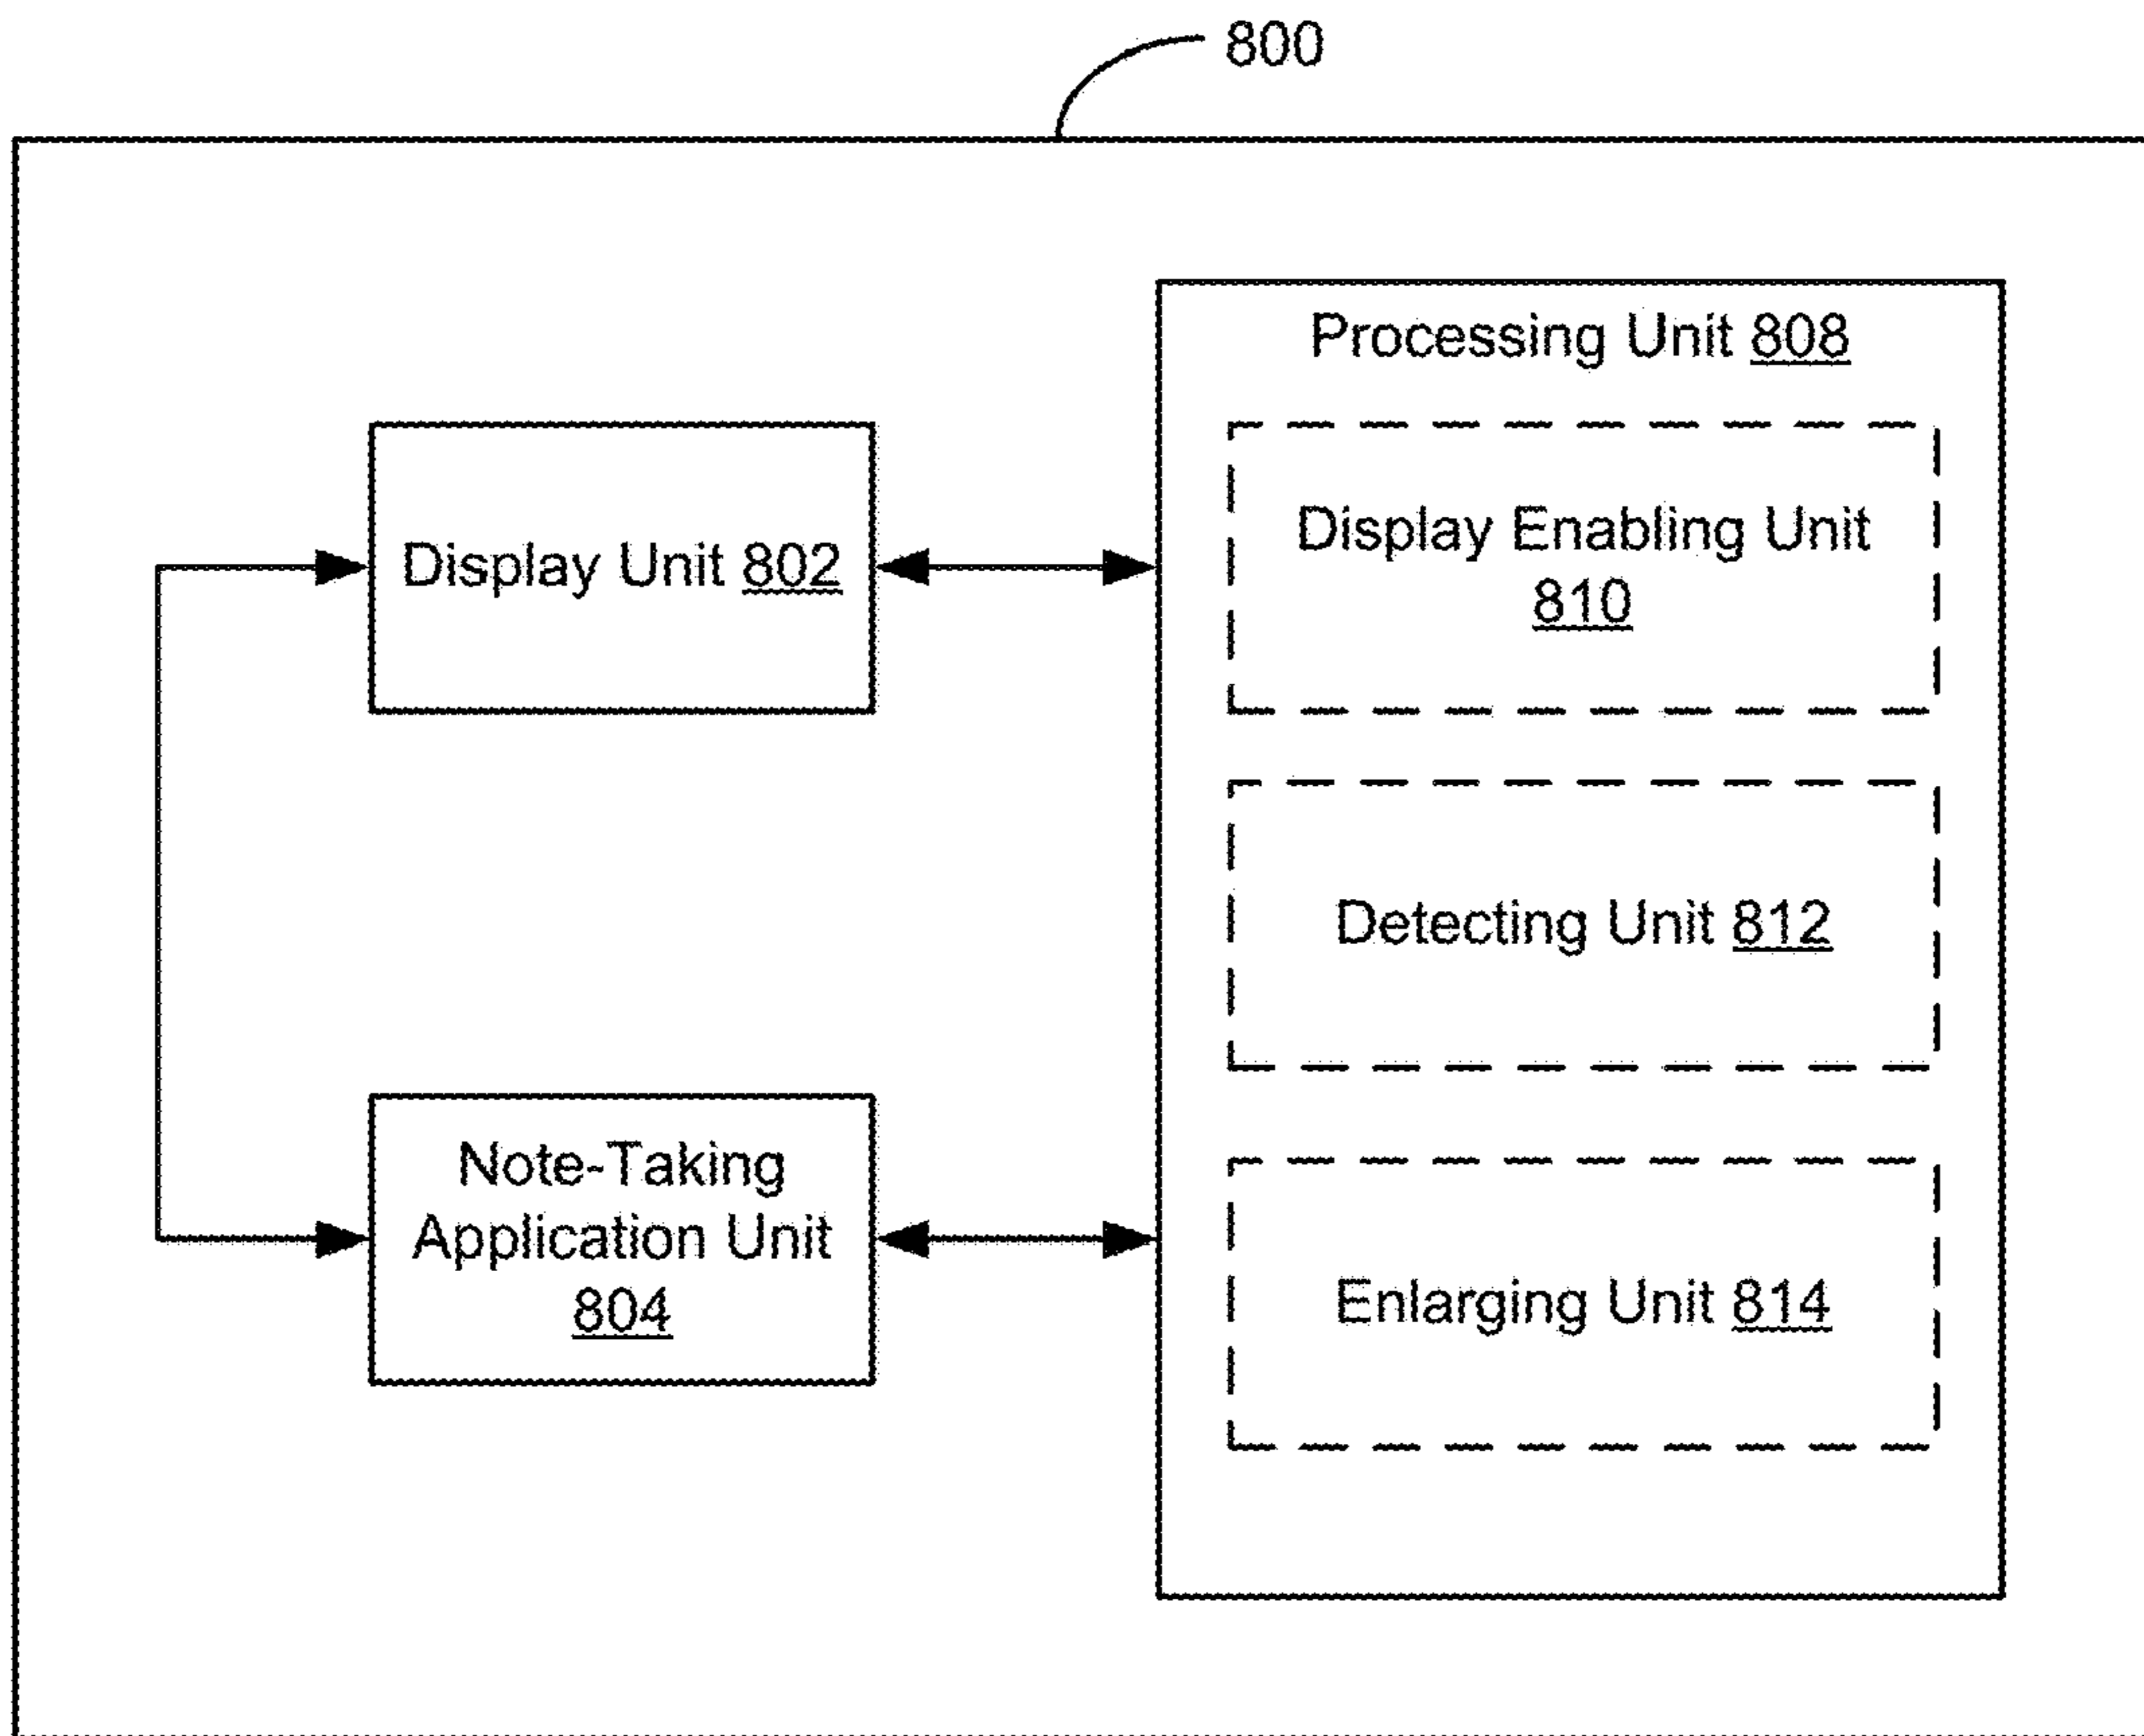 800
Processing Unit 808
Display Enabling Unit
810
Display Unit 802
Detecting Unit 812
Note-Taking
Application Unit
804
Enlarging Unit 814